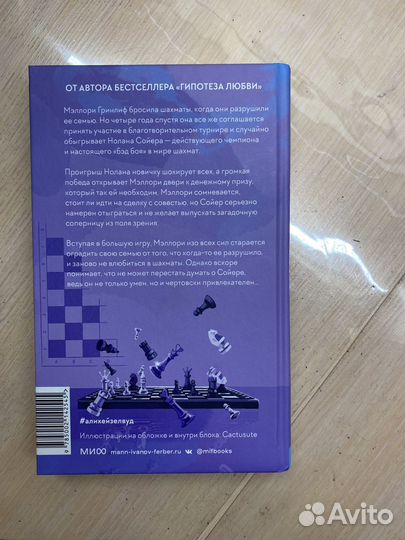 ОТ АВТОРА БЕСТСЕЛЛЕРА «ГИПОТЕЗА ЛЮБВИ»
Мэллори Гринлиф бросила шахматы, когда они разрушили
ее семью. Но четыре года спустя она все же соглашается
принять участие в благотворительном турнире и случайно
обыгрывает Нолана Сойера — действующего чемпиона
и настоящего «бэд боя» в мире шахмат.
Проигрыш Нолана новичку шокирует всех, а громкая
победа открывает Мэллори двери к денежному призу,
который так ей необходим. Мэллори сомневается,
стоит ли идти на сделку с совестью, но Сойер серьезно
намерен отыграться и не желает выпускать загадочную
соперницу из поля зрения.
Вступая в большую игру, Мэллори изо всех сил старается
оградить свою семью от того, что когда-то ее разрушило,
и заново не влюбиться в шахматы. Однако вскоре
понимает, что не может перестать думать о Сойере,
ведь он не только умен, но и чертовски привлекателен...
#алихейзелвуд
Иллюстрации на обложке и внутри блока: Cactusute
МИФ
mann-ivanov-ferber.ru
@mifbooks
Avito